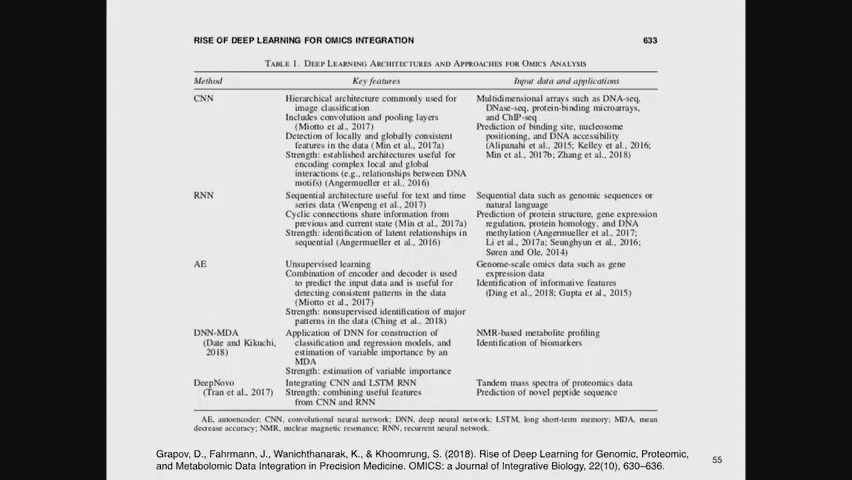 RISE OF DEEP LEARNING FOR OMICS INTEGRATION 633
TABLE 1. DEEP LEARNING ARCHITECTURES AND APPROACHES FOR OMICS ANALYSIS
Method Key features Input data and applications
CNN Hierarchical architecture commonly used for Multidimensional arrays such as DNA-seq,
image classification DNase-seq, protein-binding microarrays,
Includes convolution and pooling layers and ChIP-seq
(Miotto et al., 2017) Prediction of binding site, nucleosome
Detection of locally and globally consistent positioning, and DNA accessibility
features in the data (Min et al., 2017a) (Alipanahi et al., 2015; Kelley et al., 2016;
Strength: established architectures useful for Min et al., 2017b; Zhang et al., 2018)
encoding complex local and global
interactions (e.g., relationships between DNA
motifs) (Angermueller et al., 2016)
RNN Sequential architecture useful for text and time Sequential data such as genomic sequences or
series data (Wenpeng et al., 2017) natural language
Cyclic connections share information from Prediction of protein structure, gene expression
previous and current state (Min et al., 2017a) regulation, protein homology, and DNA
Strength: identification of latent relationships in methylation (Angermueller et al., 2017;
sequential (Angermueller et al., 2016) Li et al., 2017a; Seunghyun et al., 2016;
Søren and Ole, 2014)
AE Unsupervised learning Genome-scale omics data such as gene
Combination of encoder and decoder is used expression data
to predict the input data and is useful for Identification of informative features
detecting consistent patterns in the data (Ding et al., 2018; Gupta et al., 2015)
(Miotto et al., 2017)
Strength: nonsupervised identification of major
patterns in the data (Ching et al., 2018)
DNN-MDA Application of DNN for construction of NMR-based metabolite profiling
(Date and Kikuchi, classification and regression models, and Identification of biomarkers
2018) estimation of variable importance by an
MDA
Strength: estimation of variable importance
DeepNovo Integrating CNN and LSTM RNN Tandem mass spectra of proteomics data
(Tran et al., 2017) Strength: combining useful features Prediction of novel peptide sequence
from CNN and RNN
AE, autoencoder; CNN, convolutional neural network; DNN, deep neural network; LSTM, long short-term memory; MDA, mean
decrease accuracy; NMR, nuclear magnetic resonance; RNN, recurrent neural network.
Grapov, D., Fahrmann, J., Wanichthanarak, K., & Khoomrung, S. (2018). Rise of Deep Learning for Genomic, Proteomic,
and Metabolomic Data Integration in Precision Medicine. OMICS: a Journal of Integrative Biology, 22(10), 630–636.
55